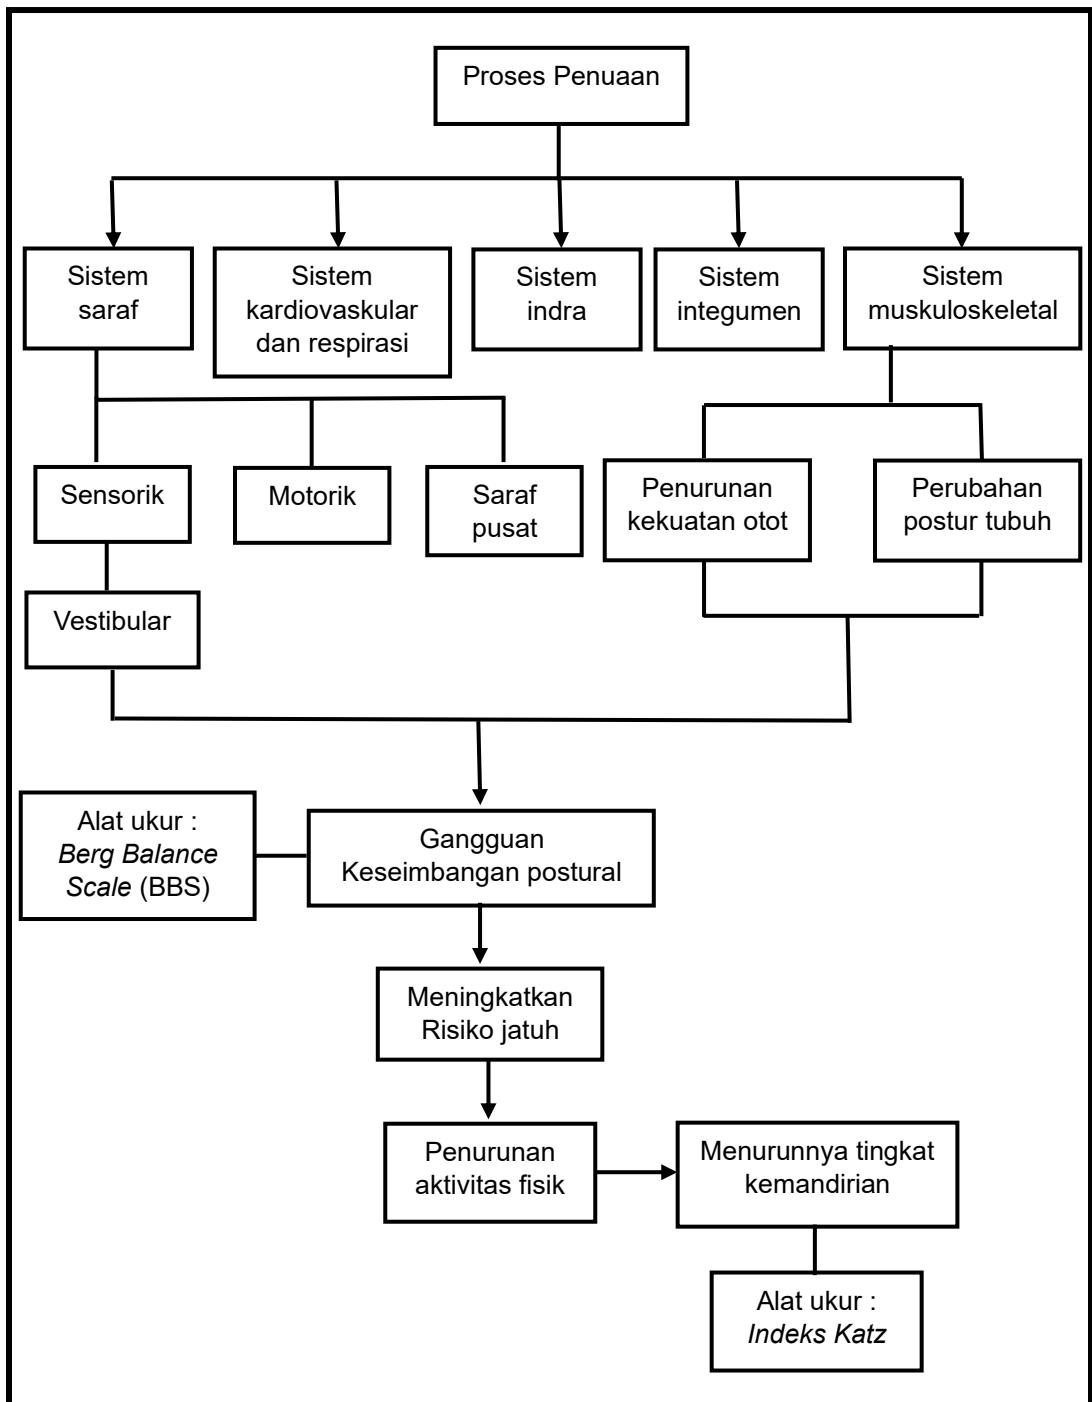 Proses Penuaan
Sistem
saraf
Sistem
kardiovaskular
dan respirasi
Sistem
indra
Sistem
integumen
Sistem
muskuloskeletal
Sensorik
Motorik
Saraf
pusat
Penurunan
kekuatan otot
Perubahan
postur tubuh
Vestibular
Alat ukur :
Berg Balance
Scale (BBS)
Gangguan
Keseimbangan postural
Meningkatkan
Risiko jatuh
Penurunan
aktivitas fisik
Menurunnya tingkat
kemandirian
Alat ukur :
Indeks Katz